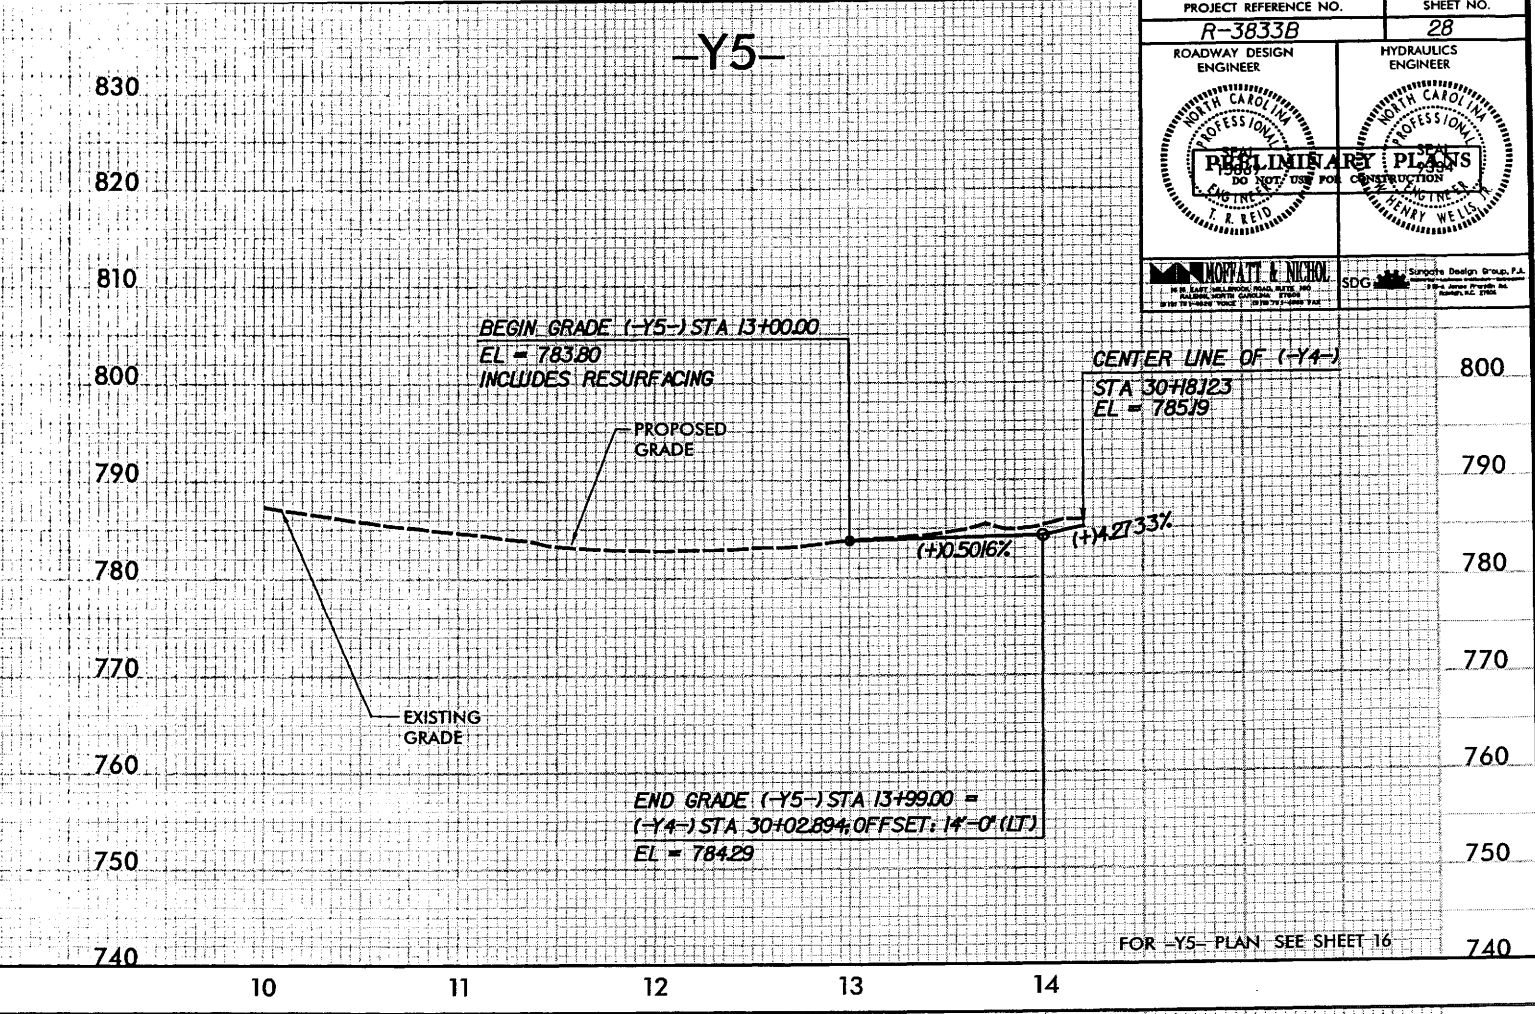 PROJECT REFERENCE NO.
SHEET NO.
R-3833B
28
ROADWAY DESIGN
ENGINEER
HYDRAULICS
ENGINEER
NORTH CAROLINA
PROFESSIONAL
SEAL
ENGINEER
T. R. REID
NORTH CAROLINA
PROFESSIONAL
SEAL
ENGINEER
HENRY WELLS JR.
PRELIMINARY PLANS
DO NOT USE FOR CONSTRUCTION
MOFFATT & NICHOL
SDG
Sungate Design Group, P.A.
-Y5-
830
820
810
800
790
780
770
760
750
740
BEGIN GRADE (-Y5-) STA 13+00.00
EL = 783.80
INCLUDES RESURFACING
CENTER LINE OF (-Y4-)
STA 30+18.123
EL = 785.19
PROPOSED
GRADE
(+)0.5016%
(+)4.2733%
EXISTING
GRADE
END GRADE (-Y5-) STA 13+99.00 =
(-Y4-) STA 30+02.894, OFFSET: 14'-0" (LT)
EL = 784.29
800
790
780
770
760
750
740
FOR -Y5- PLAN SEE SHEET 16
10
11
12
13
14